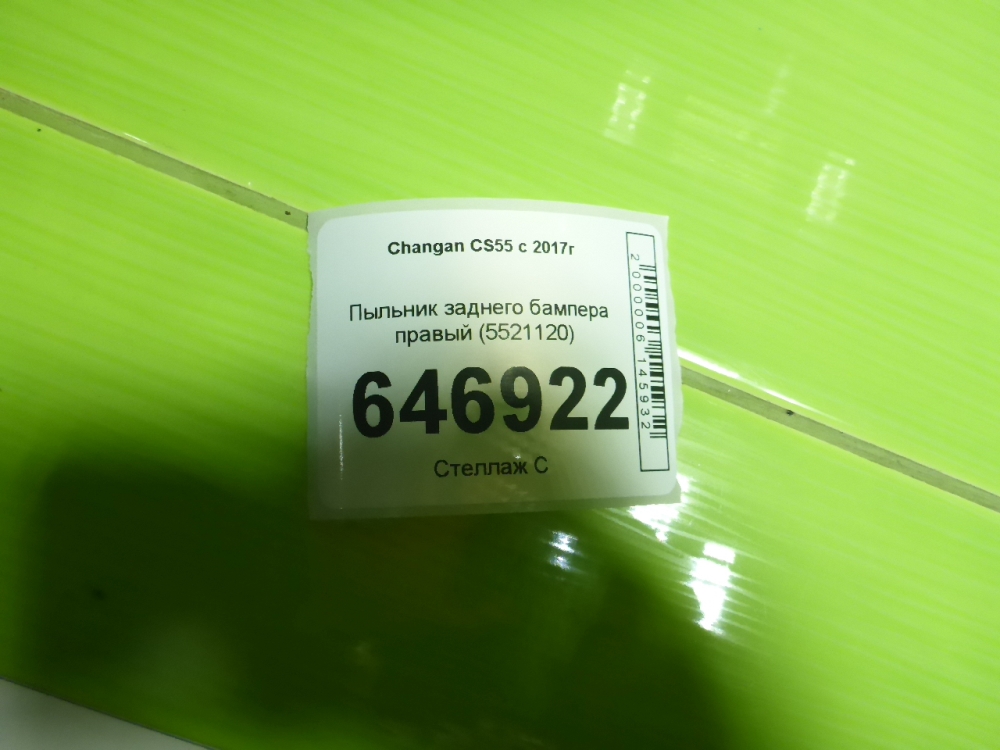 Changan CS55 с 2017г
Пыльник заднего бампера
правый (5521120)
646922
Стеллаж С
2000006145932